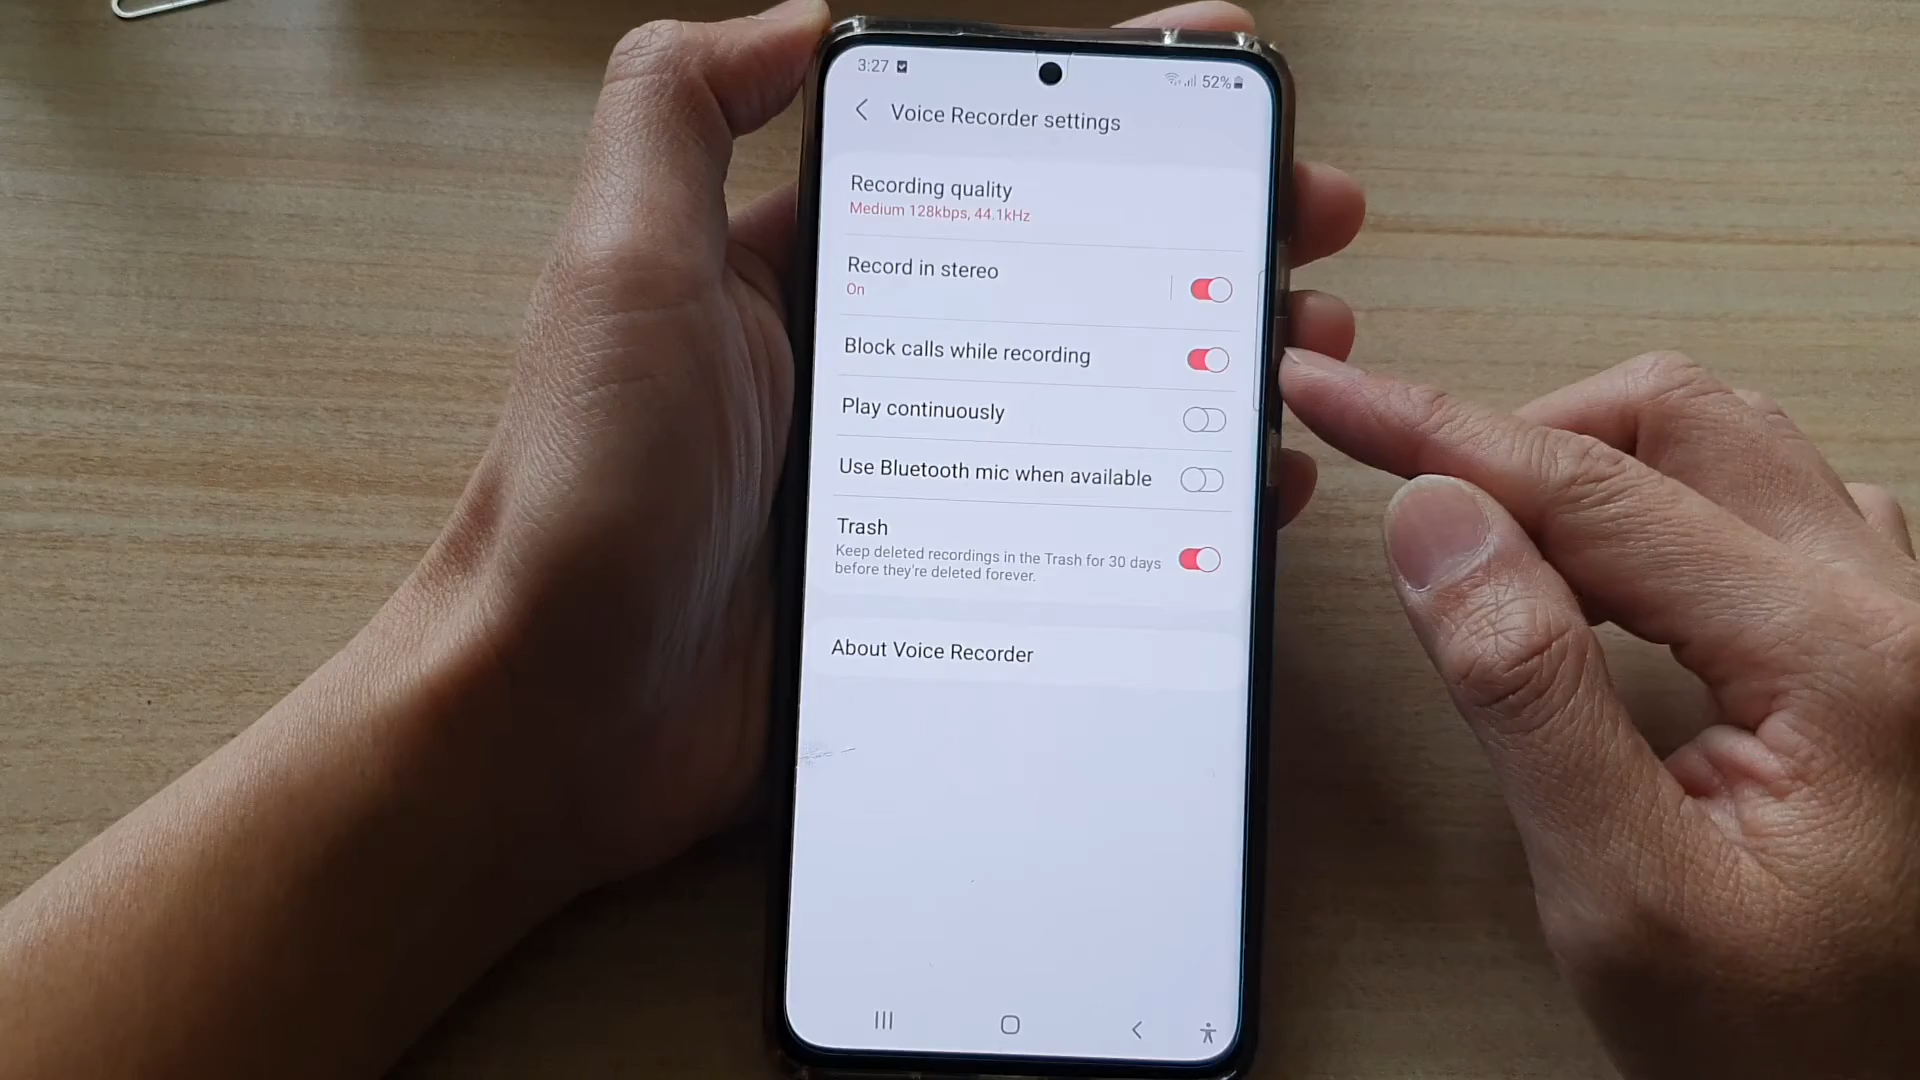 3:27
52%
Voice Recorder settings
Recording quality
Medium 128kbps, 44.1kHz
Record in stereo
On
Block calls while recording
Play continuously
Use Bluetooth mic when available
Trash
Keep deleted recordings in the Trash for 30 days
before they're deleted forever.
About Voice Recorder